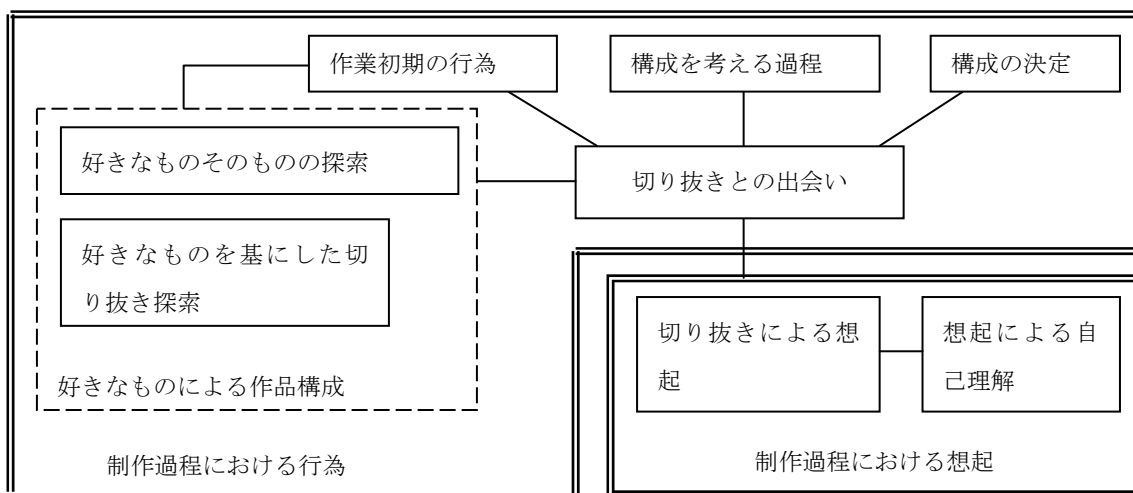 作業初期の行為
構成を考える過程
構成の決定
好きなものそのものの探索
切り抜きとの出会い
好きなものを基にした切
り抜き探索
好きなものによる作品構成
切り抜きによる想
起
想起による自
己理解
制作過程における行為
制作過程における想起